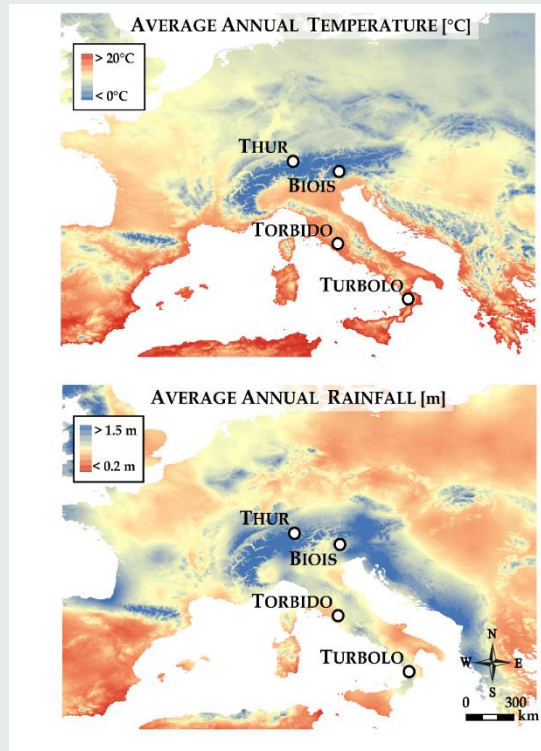 AVERAGE ANNUAL TEMPERATURE [°C]
> 20°C
< 0°C
THUR
BIOIS
TORBIDO
TURBOLO
AVERAGE ANNUAL RAINFALL [m]
> 1.5 m
< 0.2 m
THUR
BIOIS
TORBIDO
TURBOLO
N
W E
S
0 300
km